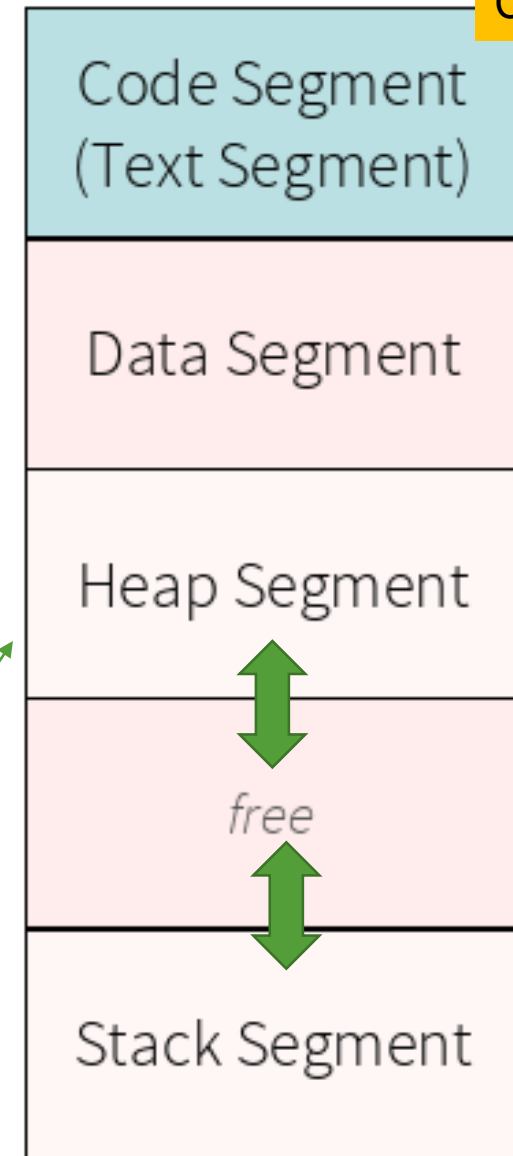 Code Segment
(Text Segment)
Data Segment
Heap Segment
free
Stack Segment